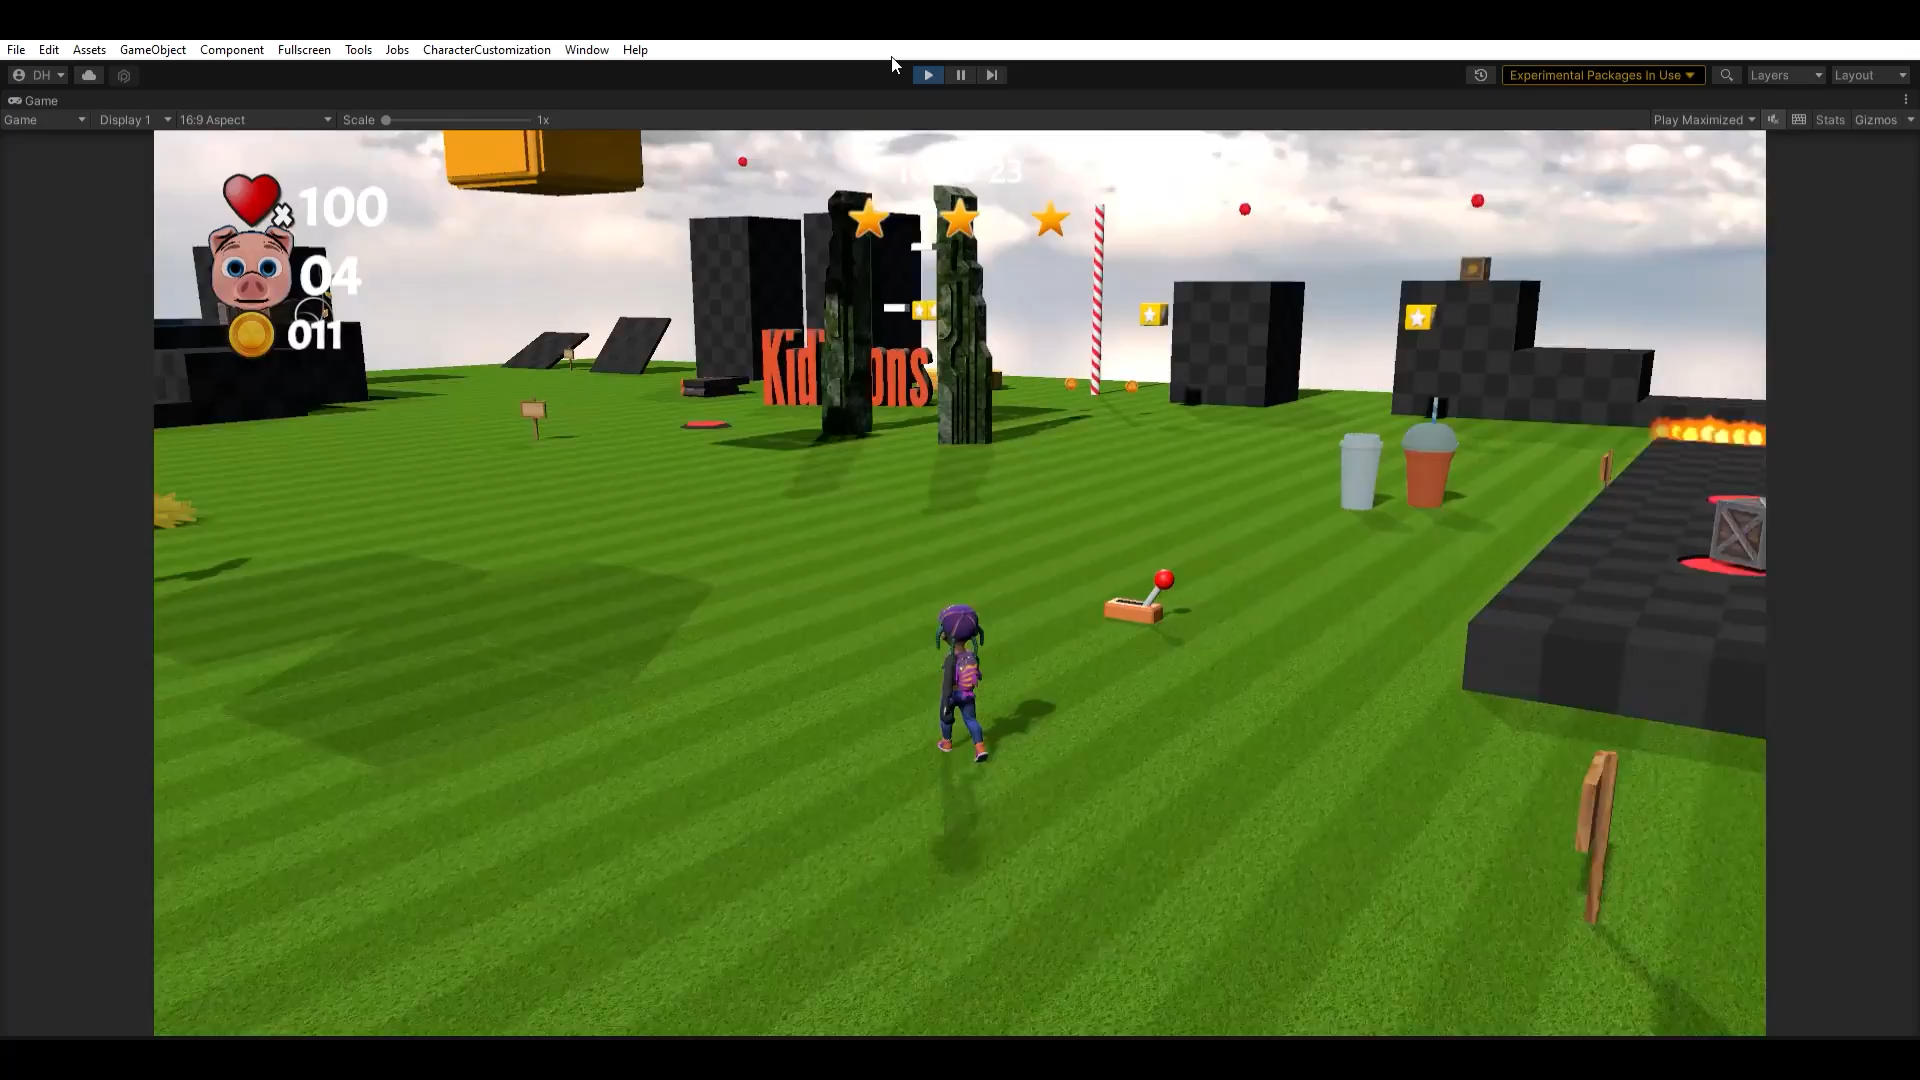 File Edit Assets GameObject Component Fullscreen Tools Jobs CharacterCustomization Window Help
DH Experimental Packages In Use Layers Layout
Game
Game Display 1 16:9 Aspect Scale 1x Play Maximized Stats Gizmos
23
×100
04
011